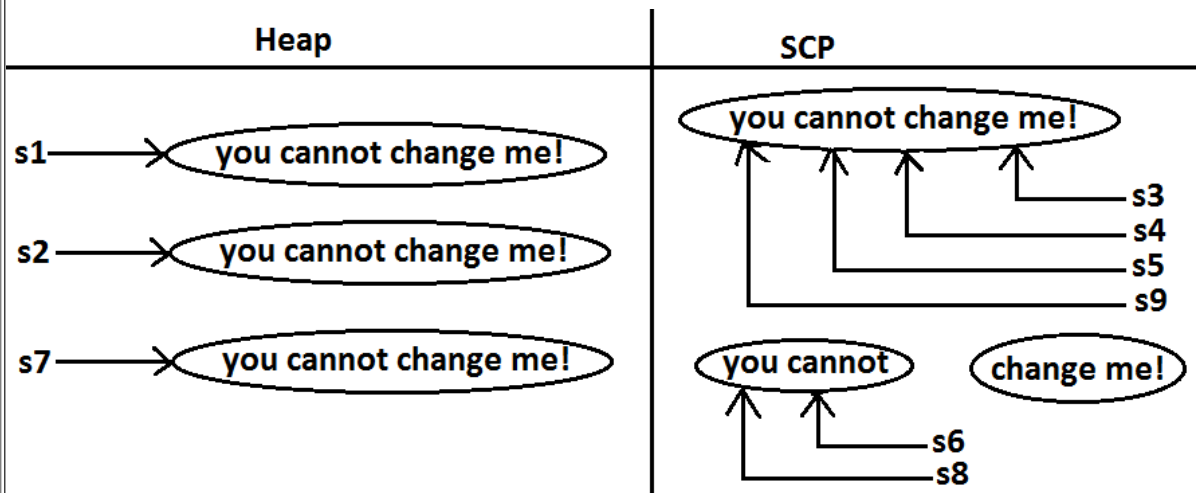 Heap
SCP
you cannot change me!
s1
you cannot change me!
s3
s4
s2
you cannot change me!
s5
s9
s7
you cannot change me!
you cannot
change me!
s6
s8